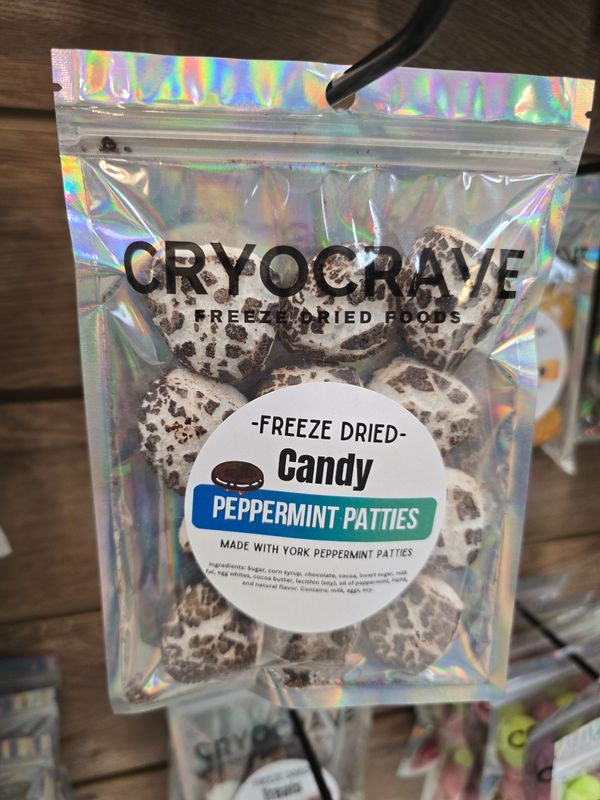 CRYOCRAVE
FREEZE DRIED FOODS
-FREEZE DRIED-
Candy
PEPPERMINT PATTIES
MADE WITH YORK PEPPERMINT PATTIES
Ingredients: Sugar, corn syrup, chocolate, cocoa, invert sugar, milk
fat, egg whites, cocoa butter, lecithin (soy), oil of peppermint, PGPR,
and natural flavor. Contains: milk, eggs, soy.
CRYOCRAVE